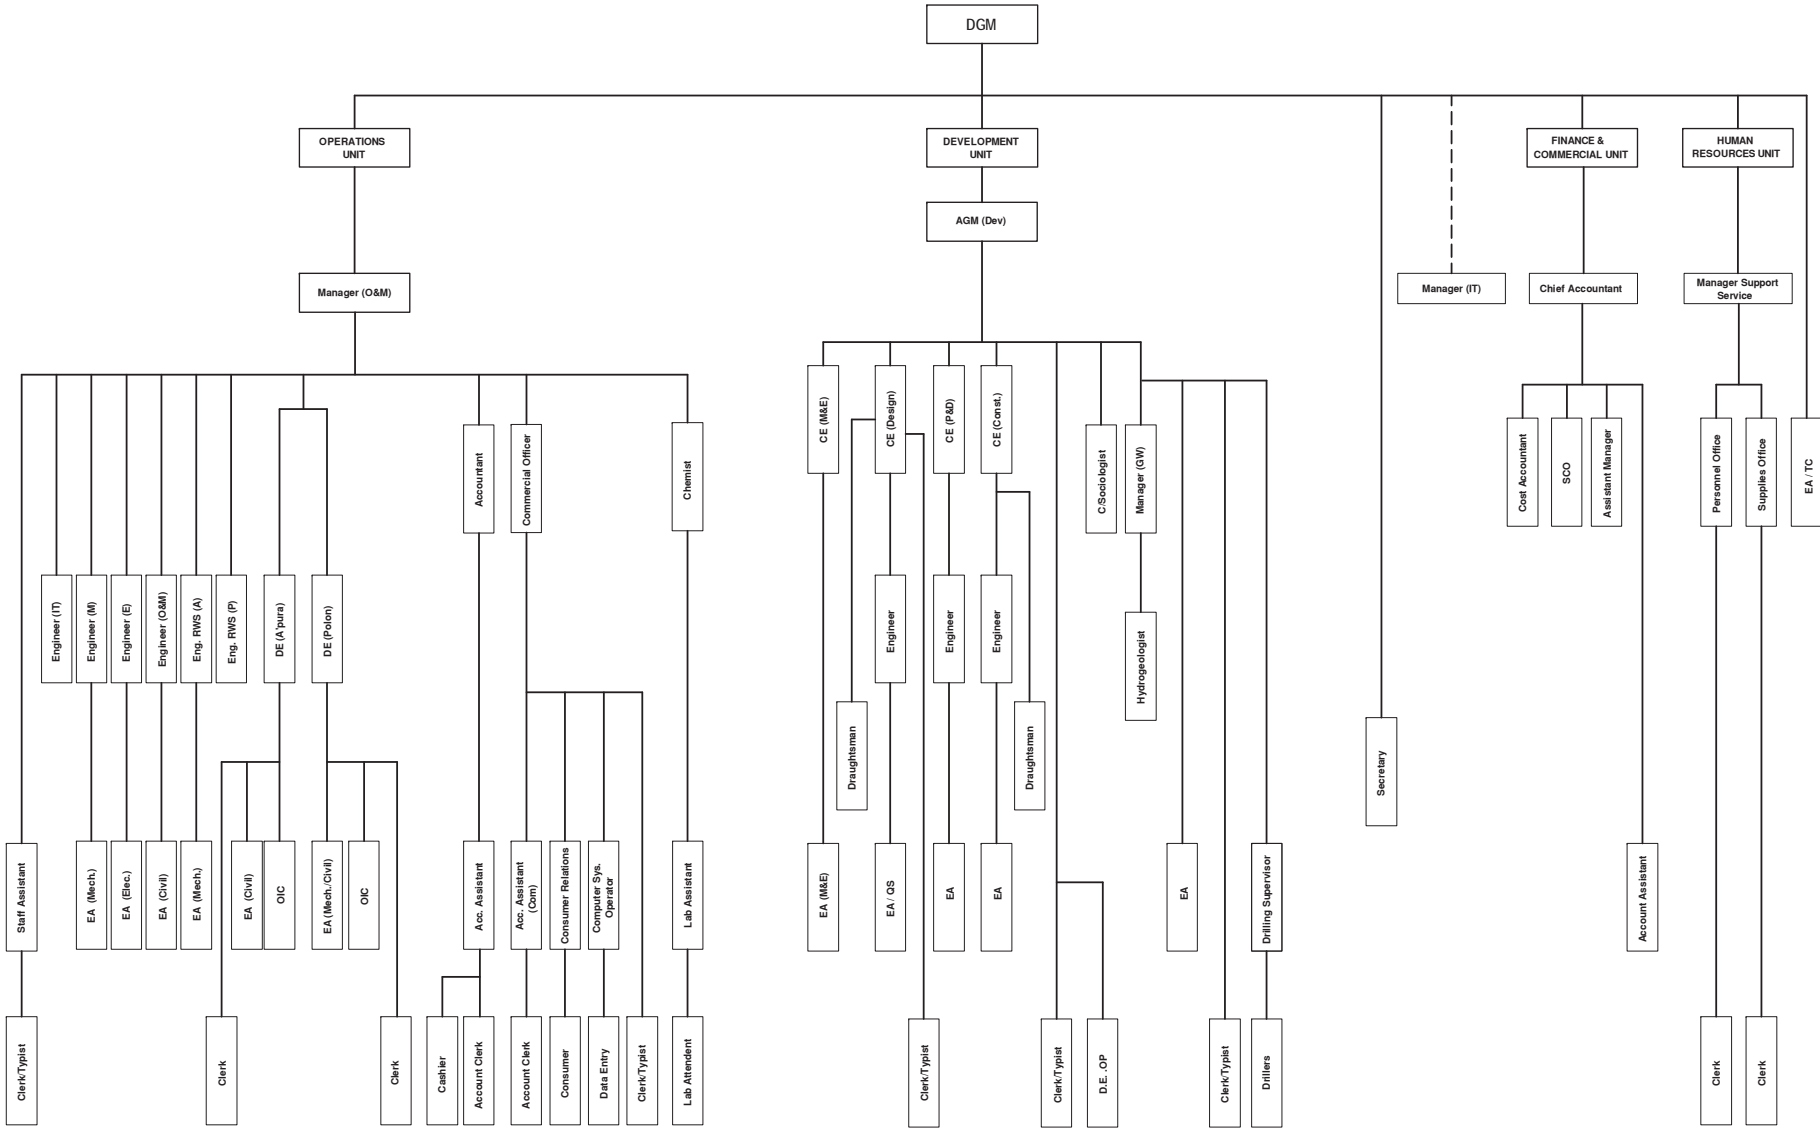 DGM
OPERATIONS
UNIT
DEVELOPMENT
UNIT
FINANCE &
COMMERCIAL UNIT
HUMAN
RESOURCES UNIT
AGM (Dev)
Manager (O&M)
Manager (IT)
Chief Accountant
Manager Support
Service
CE (M&E)
CE (Design)
CE (P&D)
CE (Const.)
Accountant
Commercial Officer
Chemist
C/Sociologist
Manager (GW)
Cost Accountant
SCO
Assistant Manager
Personnel Office
Supplies Office
EA / TC
Engineer (IT)
Engineer (M)
Engineer (E)
Engineer (O&M)
Eng. RWS (A)
Eng. RWS (P)
DE (A'pura)
DE (Polon)
Engineer
Engineer
Engineer
Hydrogeologist
Draughtsman
Draughtsman
Secretary
Staff Assistant
EA (Mech.)
EA (Elec.)
EA (Civil)
EA (Mech.)
EA (Civil)
OIC
EA (Mech./Civil)
OIC
Acc. Assistant
Acc. Assistant
(Com)
Consumer Relations
Computer Sys.
Operator
Lab Assistant
EA (M&E)
EA / QS
EA
EA
EA
Drilling Supervisor
Account Assistant
Clerk/Typist
Clerk
Clerk
Cashier
Account Clerk
Account Clerk
Consumer
Data Entry
Clerk/Typist
Lab Attendent
Clerk/Typist
Clerk/Typist
D.E. .OP
Clerk/Typist
Drillers
Clerk
Clerk